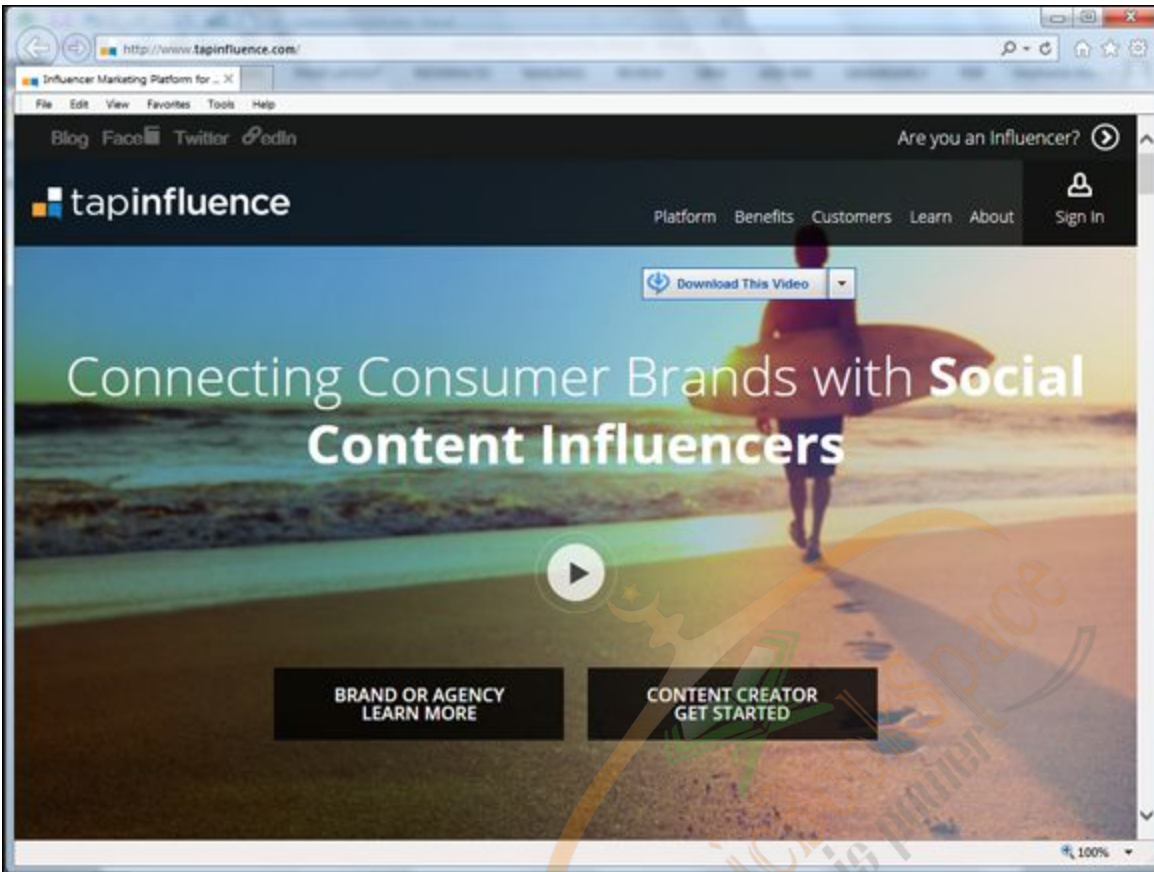 http://www.tapinfluence.com/
Influencer Marketing Platform for ...
File Edit View Favorites Tools Help
Blog Face Twitter edIn
Are you an Influencer?
tapinfluence
Platform Benefits Customers Learn About
Sign In
Download This Video
Connecting Consumer Brands with Social
Content Influencers
BRAND OR AGENCY
LEARN MORE
CONTENT CREATOR
GET STARTED
100%